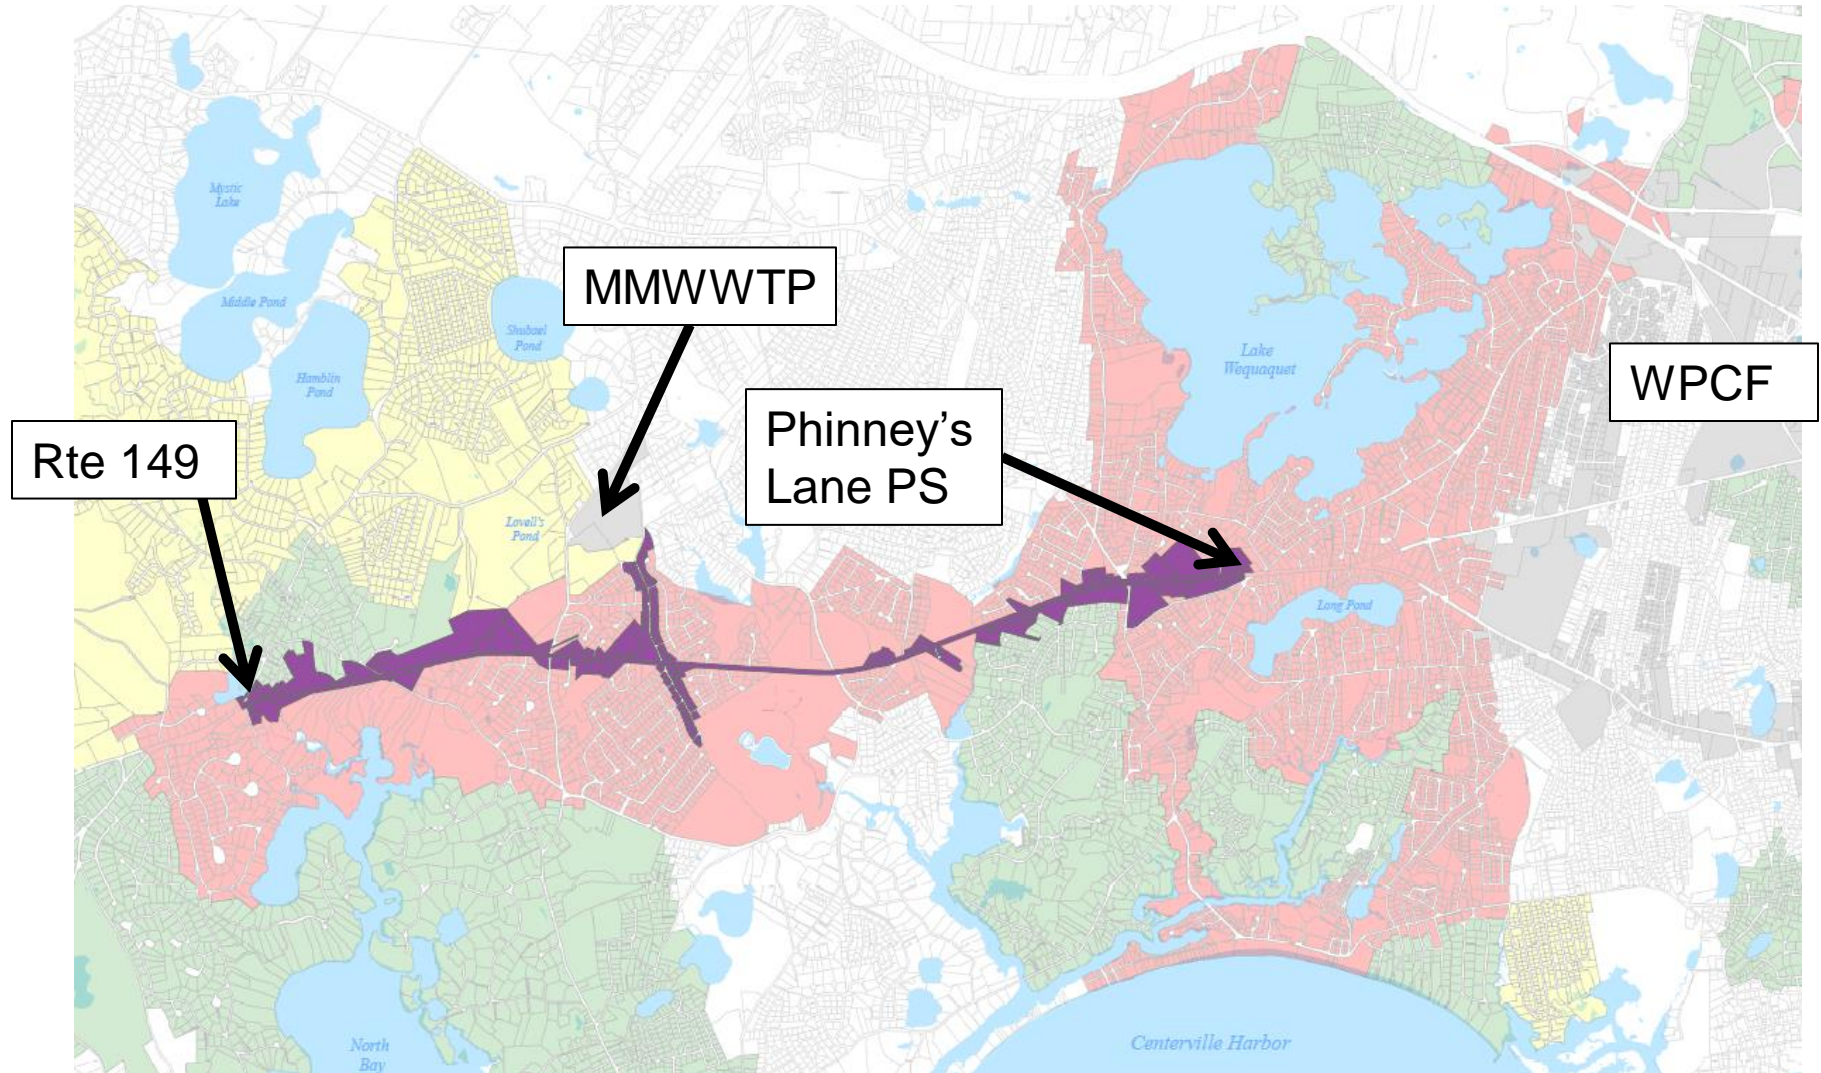 Mystic
Lake
MMWWTP
Middle Pond
Shubael
Pond
Lake
Wequaquet
WPCF
Hamblin
Pond
Phinney’s
Lane PS
Rte 149
Lovell's
Pond
Long Pond
North
Bay
Centerville Harbor